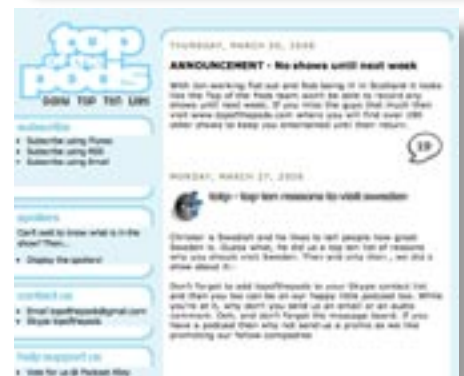 top
of the
pods
DAILY TOP TEN LISTS
subscribe
Subscribe using iTunes
Subscribe using RSS
Subscribe using Email
spoilers
Can't wait to know what is in the
show? Then...
Display the spoilers!
contact us
Email topofthepods@gmail.com
Skype topofthepods
help support us
Vote for us @ Podcast Alley
THURSDAY, MARCH 30, 2006
ANNOUNCEMENT - No shows until next week
With Jon working flat out and Rob being ill in Scotland it looks
like the Top of the Pods team won't be able to record any
shows until next week. If you miss the guys that much then
visit www.topofthepods.com where you will find over 100
older shows to keep you entertained until their return.
MONDAY, MARCH 27, 2006
totp - top ten reasons to visit sweden
Christer is Swedish and he likes to tell people how great
Sweden is. Guess what, he did us a top ten list of reasons
why you should visit Sweden. Then and only then... we did a
show about it.
Don't forget to add topofthepods to your Skype contact list
and then you too can be on our happy little podcast too. While
you're at it, why don't you send us an email or an audio
comment. Ooh, and don't forget the message board. If you
have a podcast then why not send us a promo as we like
promoting our fellow competitors